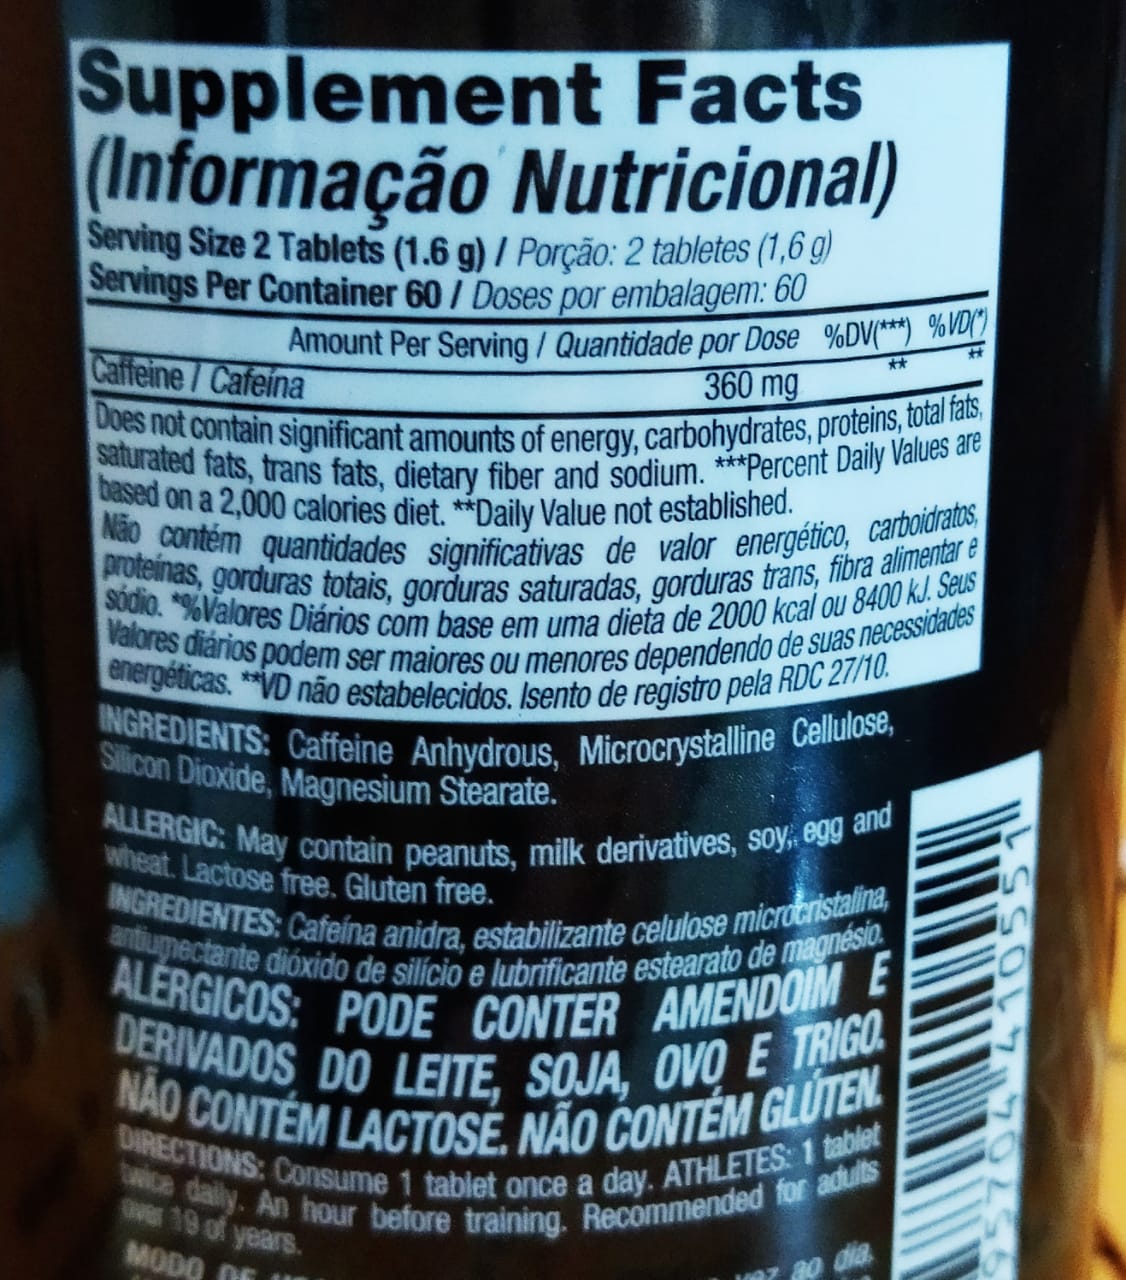 Supplement Facts
(Informação Nutricional)
Serving Size 2 Tablets (1.6 g) / Porção: 2 tabletes (1,6 g)
Servings Per Container 60 / Doses por embalagem: 60
Amount Per Serving / Quantidade por Dose %DV(***) %VD(*)
Caffeine / Cafeína 360 mg ** **
Does not contain significant amounts of energy, carbohydrates, proteins, total fats,
saturated fats, trans fats, dietary fiber and sodium. ***Percent Daily Values are
based on a 2,000 calories diet. **Daily Value not established.
Não contém quantidades significativas de valor energético, carboidratos,
proteínas, gorduras totais, gorduras saturadas, gorduras trans, fibra alimentar e
sódio. *%Valores Diários com base em uma dieta de 2000 kcal ou 8400 kJ. Seus
Valores diários podem ser maiores ou menores dependendo de suas necessidades
energéticas. **VD não estabelecidos. Isento de registro pela RDC 27/10.
INGREDIENTS: Caffeine Anhydrous, Microcrystalline Cellulose,
Silicon Dioxide, Magnesium Stearate.
ALLERGIC: May contain peanuts, milk derivatives, soy, egg and
wheat. Lactose free. Gluten free.
INGREDIENTES: Cafeína anidra, estabilizante celulose microcristalina,
antiumectante dióxido de silício e lubrificante estearato de magnésio.
ALÉRGICOS: PODE CONTER AMENDOIM E
DERIVADOS DO LEITE, SOJA, OVO E TRIGO.
NÃO CONTÉM LACTOSE. NÃO CONTÉM GLÚTEN.
DIRECTIONS: Consume 1 tablet once a day. ATHLETES: 1 tablet
twice daily. An hour before training. Recommended for adults
over 19 of years.
MODO DE vez ao dia.
95704410551